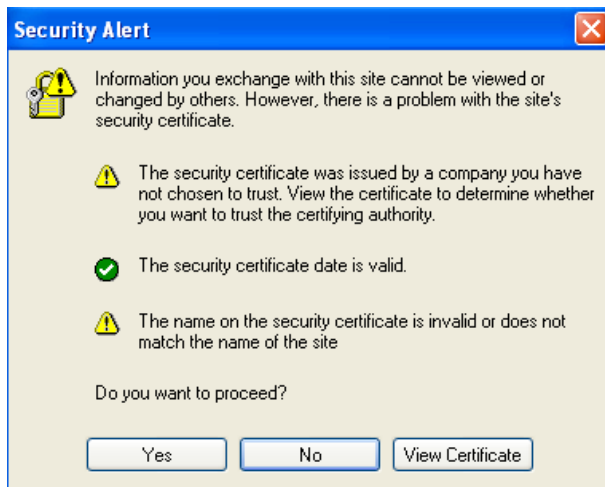 Security Alert
Information you exchange with this site cannot be viewed or
changed by others. However, there is a problem with the site's
security certificate.
The security certificate was issued by a company you have
not chosen to trust. View the certificate to determine whether
you want to trust the certifying authority.
The security certificate date is valid.
The name on the security certificate is invalid or does not
match the name of the site
Do you want to proceed?
Yes
No
View Certificate